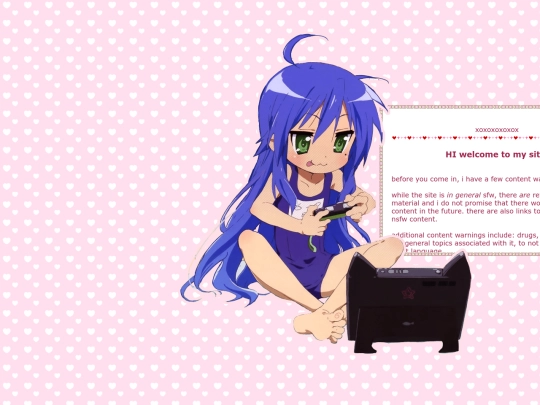 xoxoxoxoxox
HI welcome to my sit
before you come in, i have a few content wa
while the site is in general sfw, there are re
material and i do not promise that there wo
content in the future. there are also links to
nsfw content.
additional content warnings include: drugs,
general topics associated with it, to not
t language